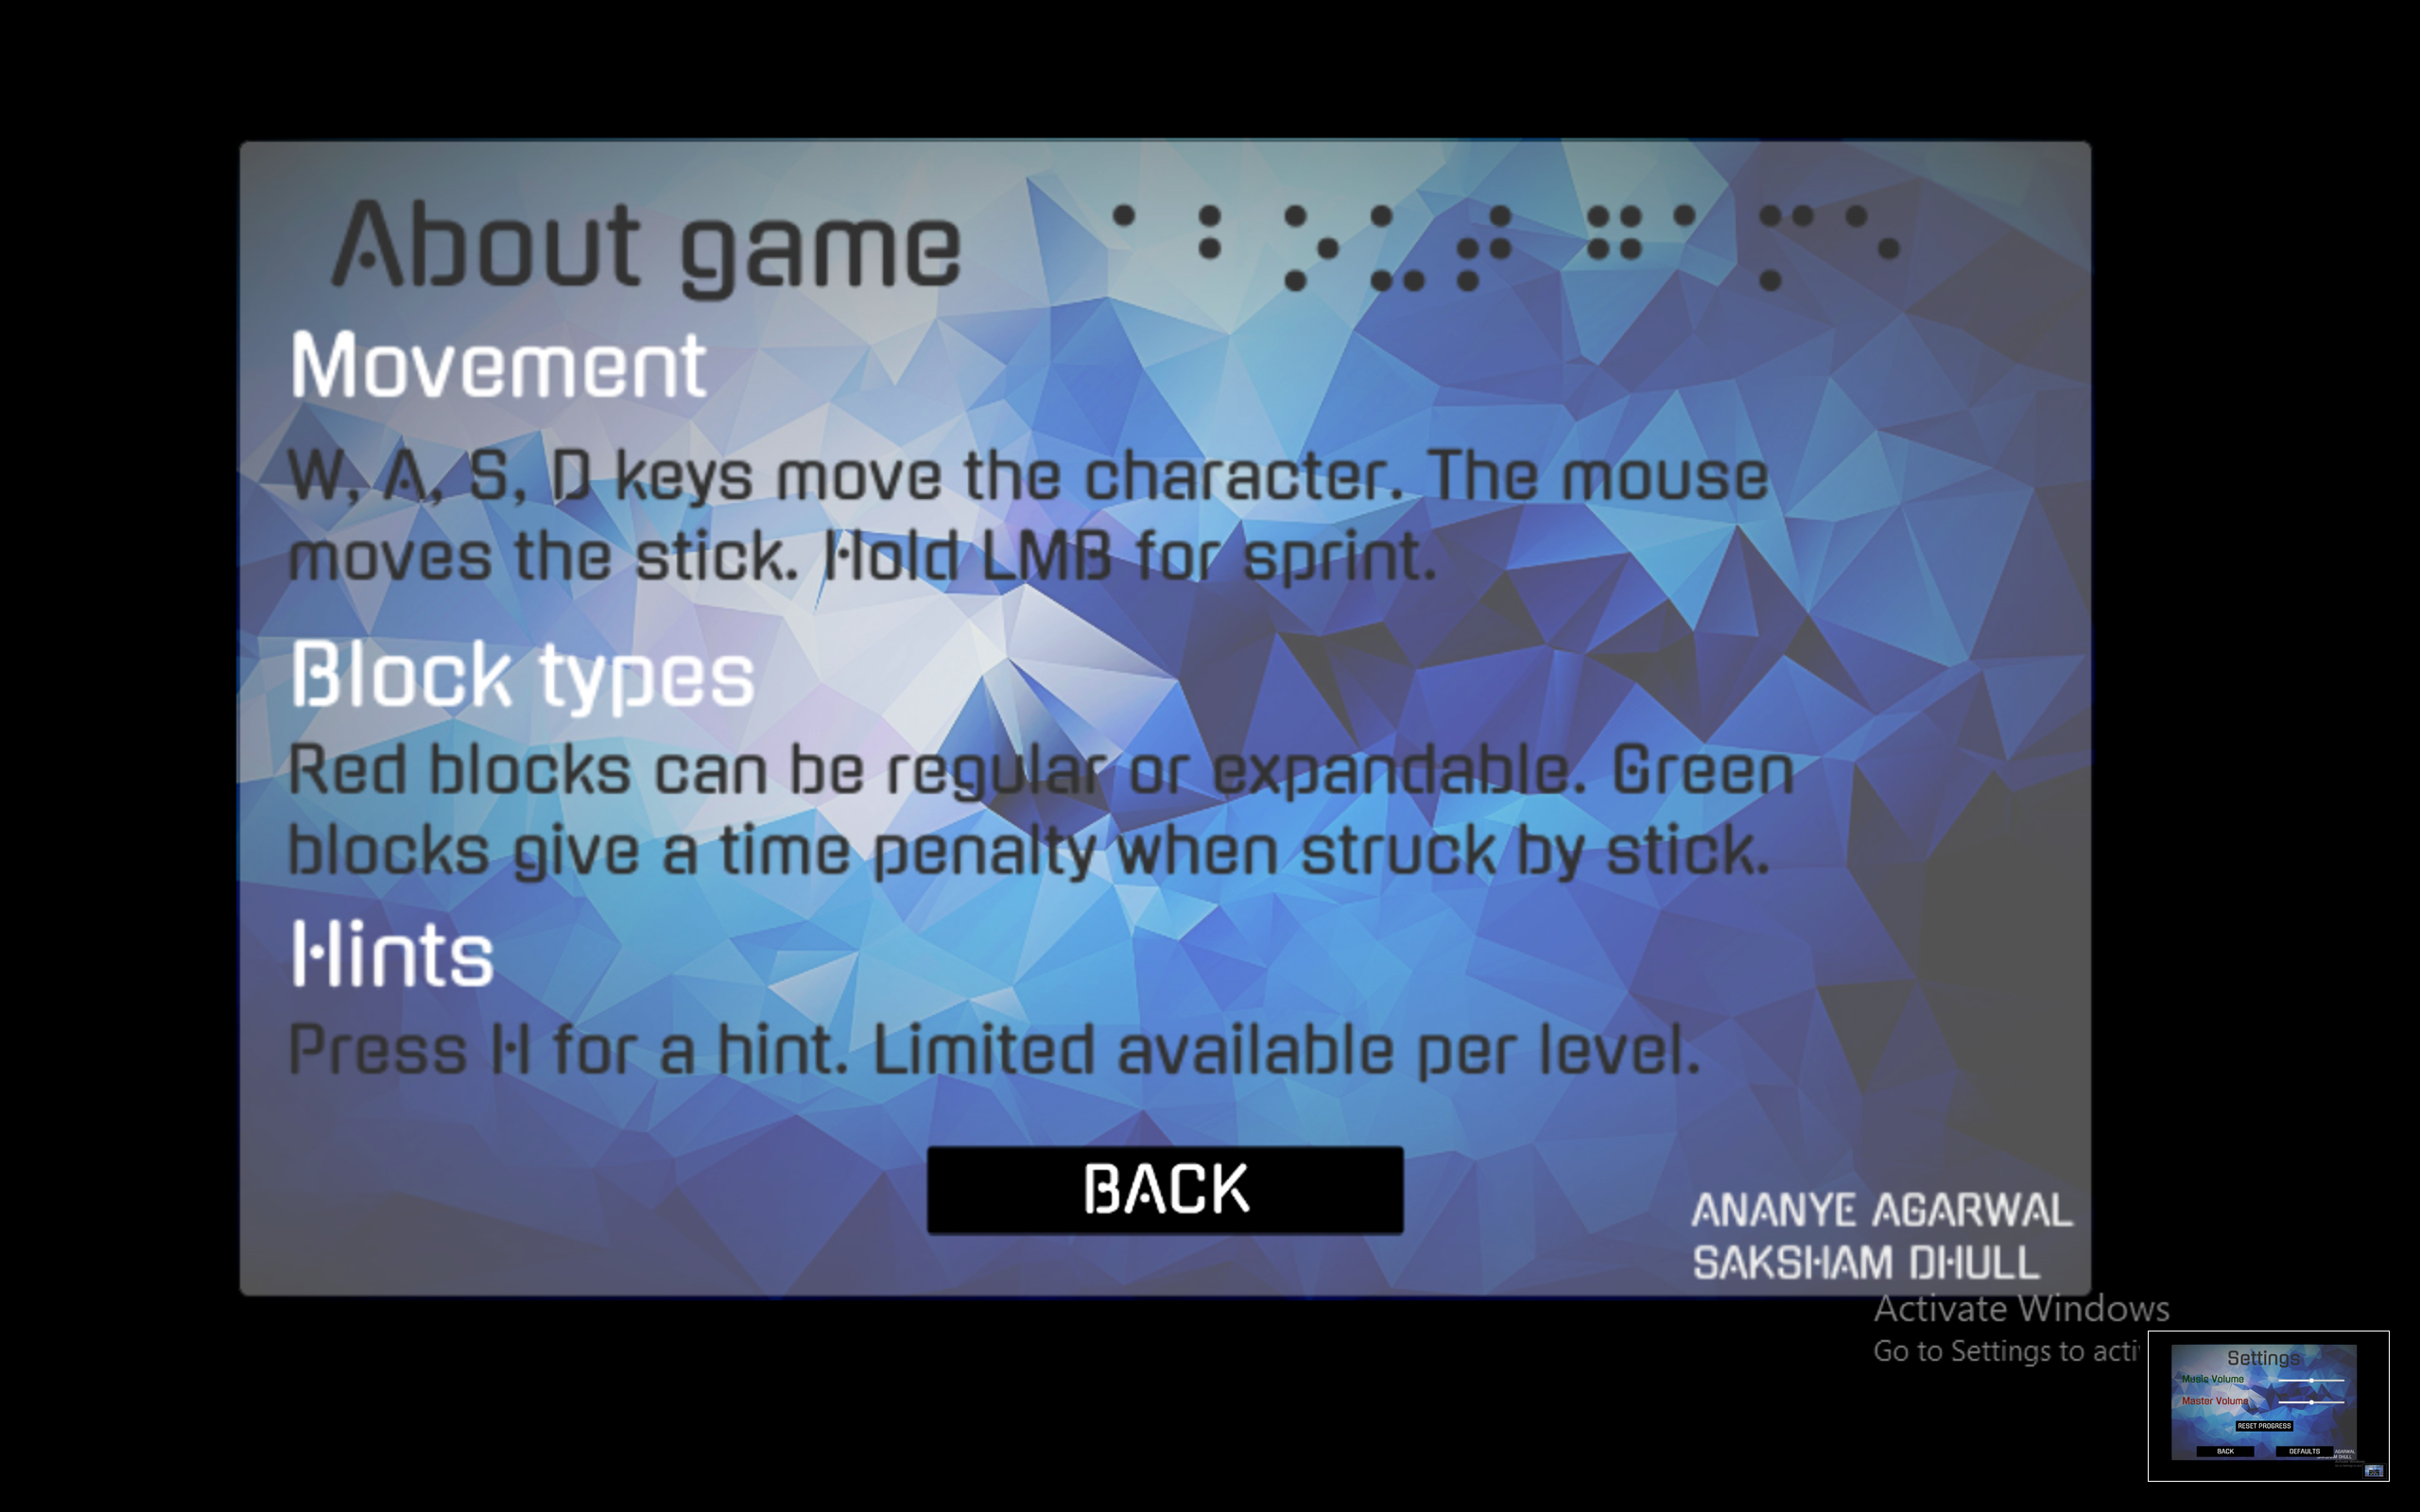 About game ⠁⠃⠕⠥⠞ ⠛⠁⠍⠑
Movement
W, A, S, D keys move the character. The mouse
moves the stick. Hold LMB for sprint.
Block types
Red blocks can be regular or expandable. Green
blocks give a time penalty when struck by stick.
Hints
Press H for a hint. Limited available per level.
BACK
ANANYE AGARWAL
SAKSHAM DHULL
Activate Windows
Go to Settings to acti
Settings
Music Volume
Master Volume
RESET PROGRESS
BACK DEFAULTS